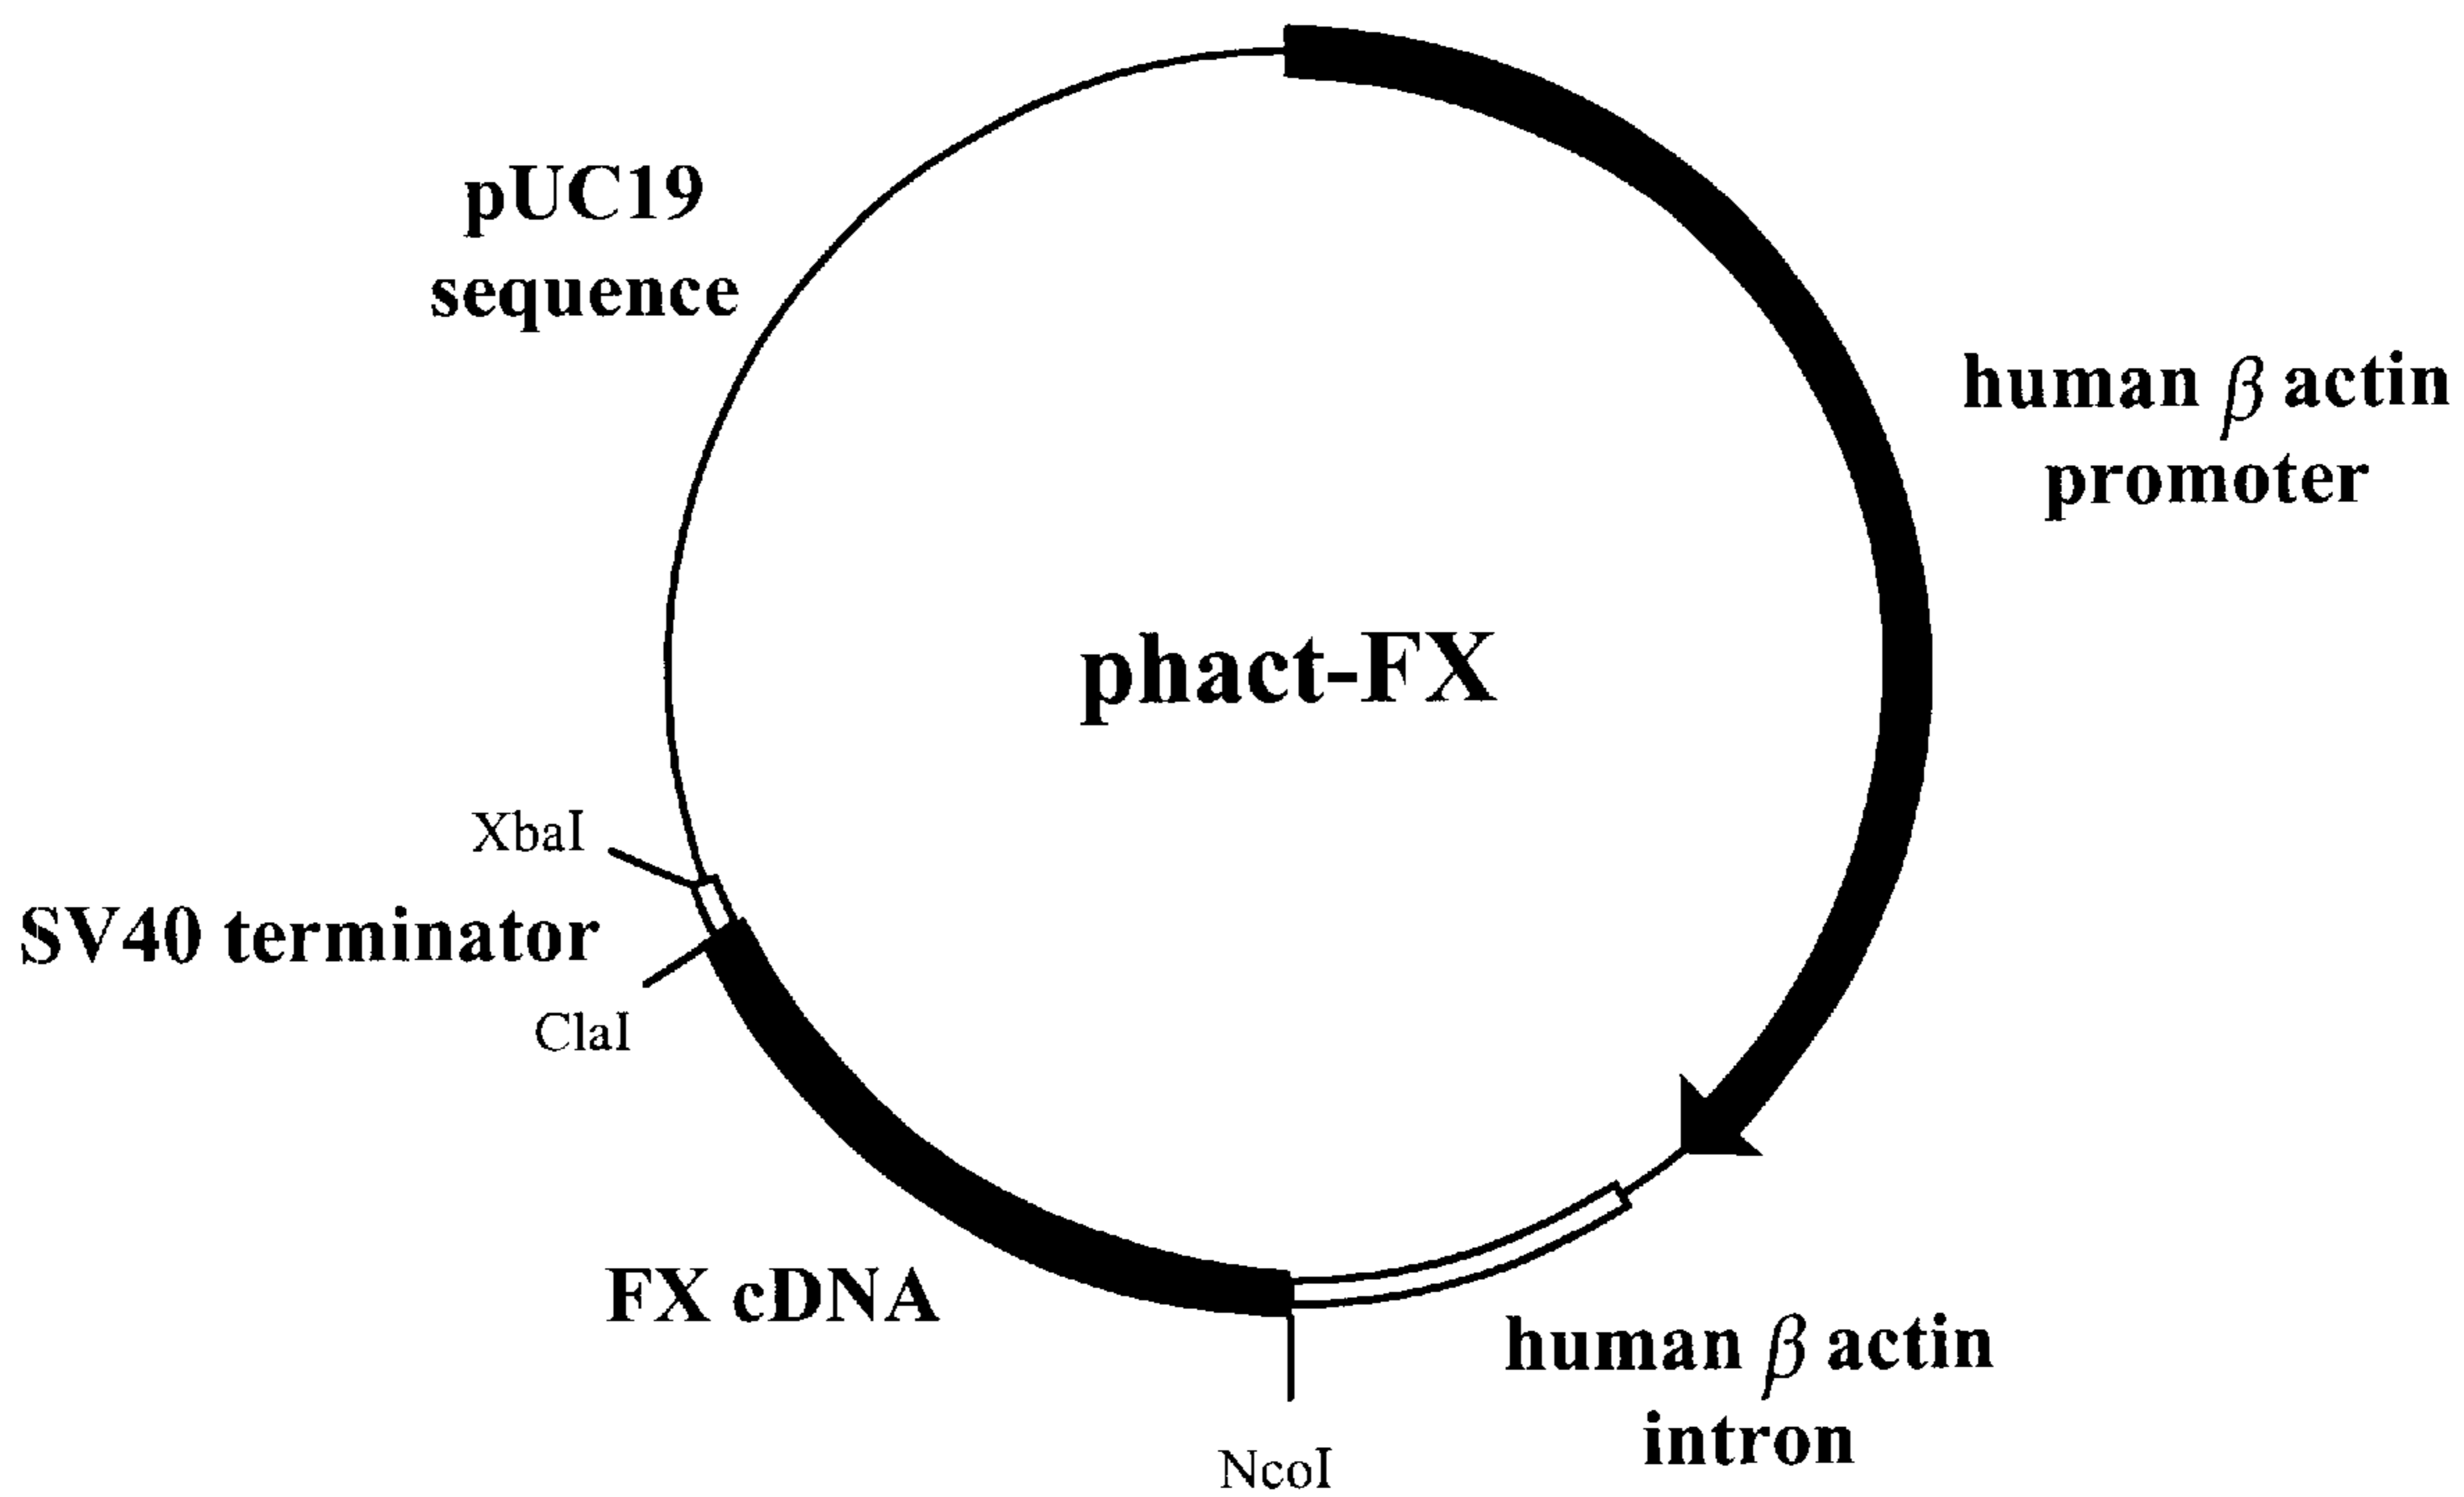 pUC19
sequence
human β actin
promoter
phact-FX
XbaI
SV40 terminator
ClaI
FX cDNA
human β actin
intron
NcoI